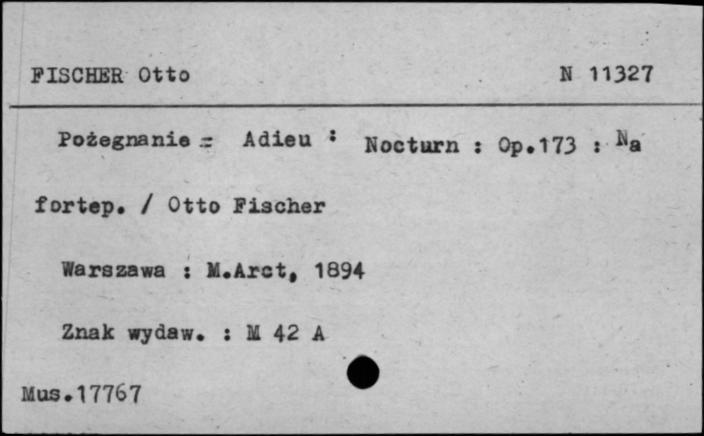 FISCHER Otto N 11327
Pożegnanie = Adieu : Nocturn : Op.173 : Na
fortep. / Otto Fischer
Warszawa : M.Arct, 1894
Znak wydaw. : M 42 A
Mus.17767